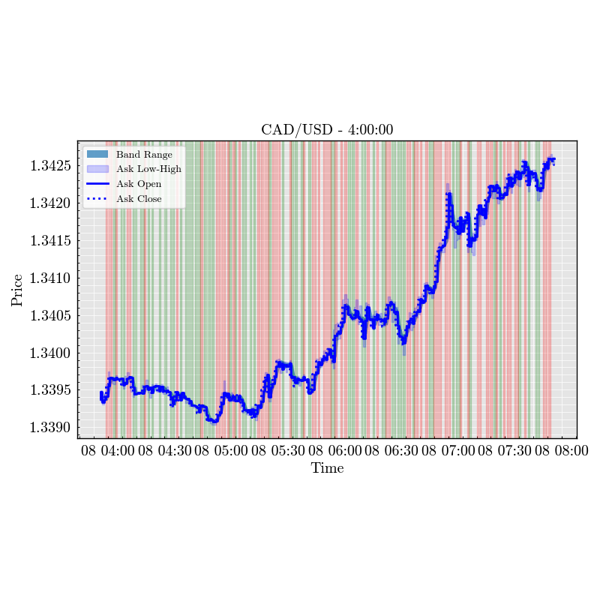 CAD/USD - 4:00:00
Band Range
Ask Low-High
Ask Open
Ask Close
Price
1.3425
1.3420
1.3415
1.3410
1.3405
1.3400
1.3395
1.3390
08 04:00 08 04:30 08 05:00 08 05:30 08 06:00 08 06:30 08 07:00 08 07:30 08 08:00
Time